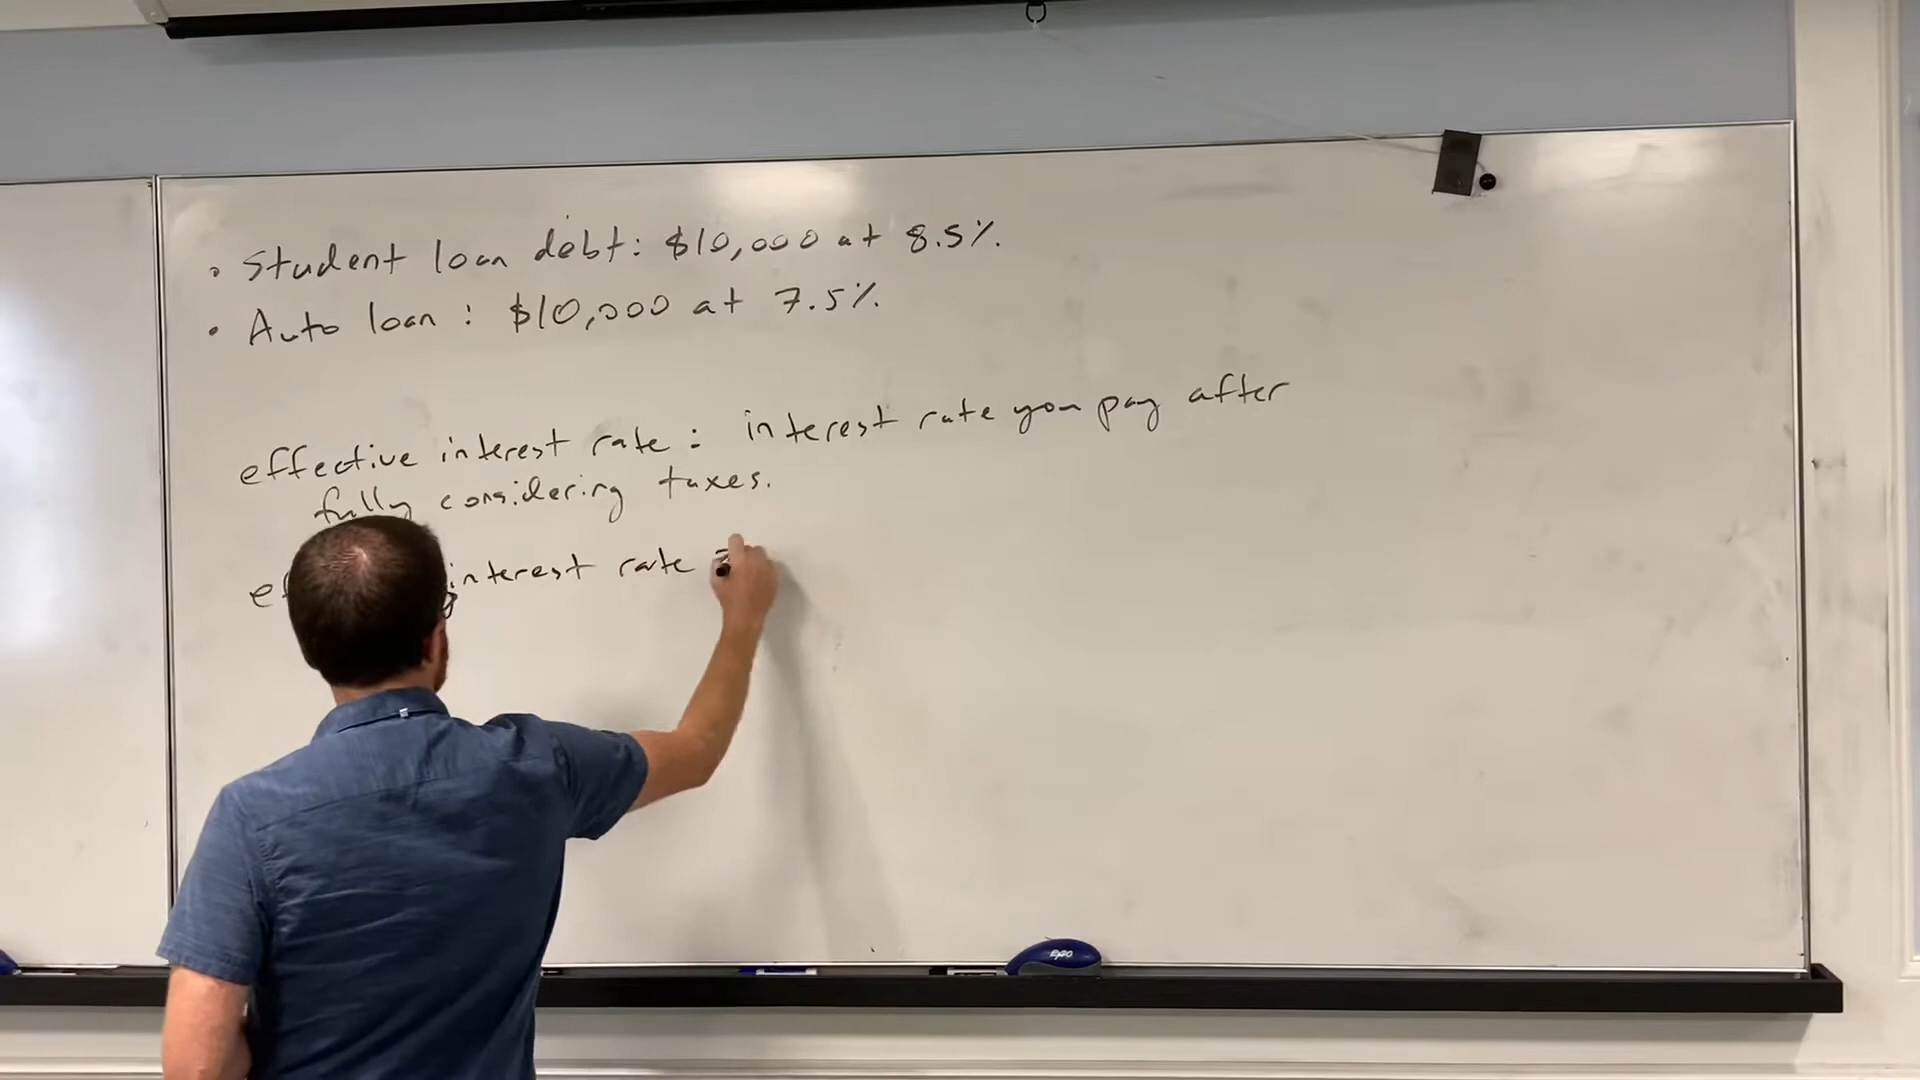 • Student loan debt: $10,000 at 8.5%.
• Auto loan: $10,000 at 7.5%.
effective interest rate: interest rate you pay after
fully considering taxes.
interest rate =
EXPO